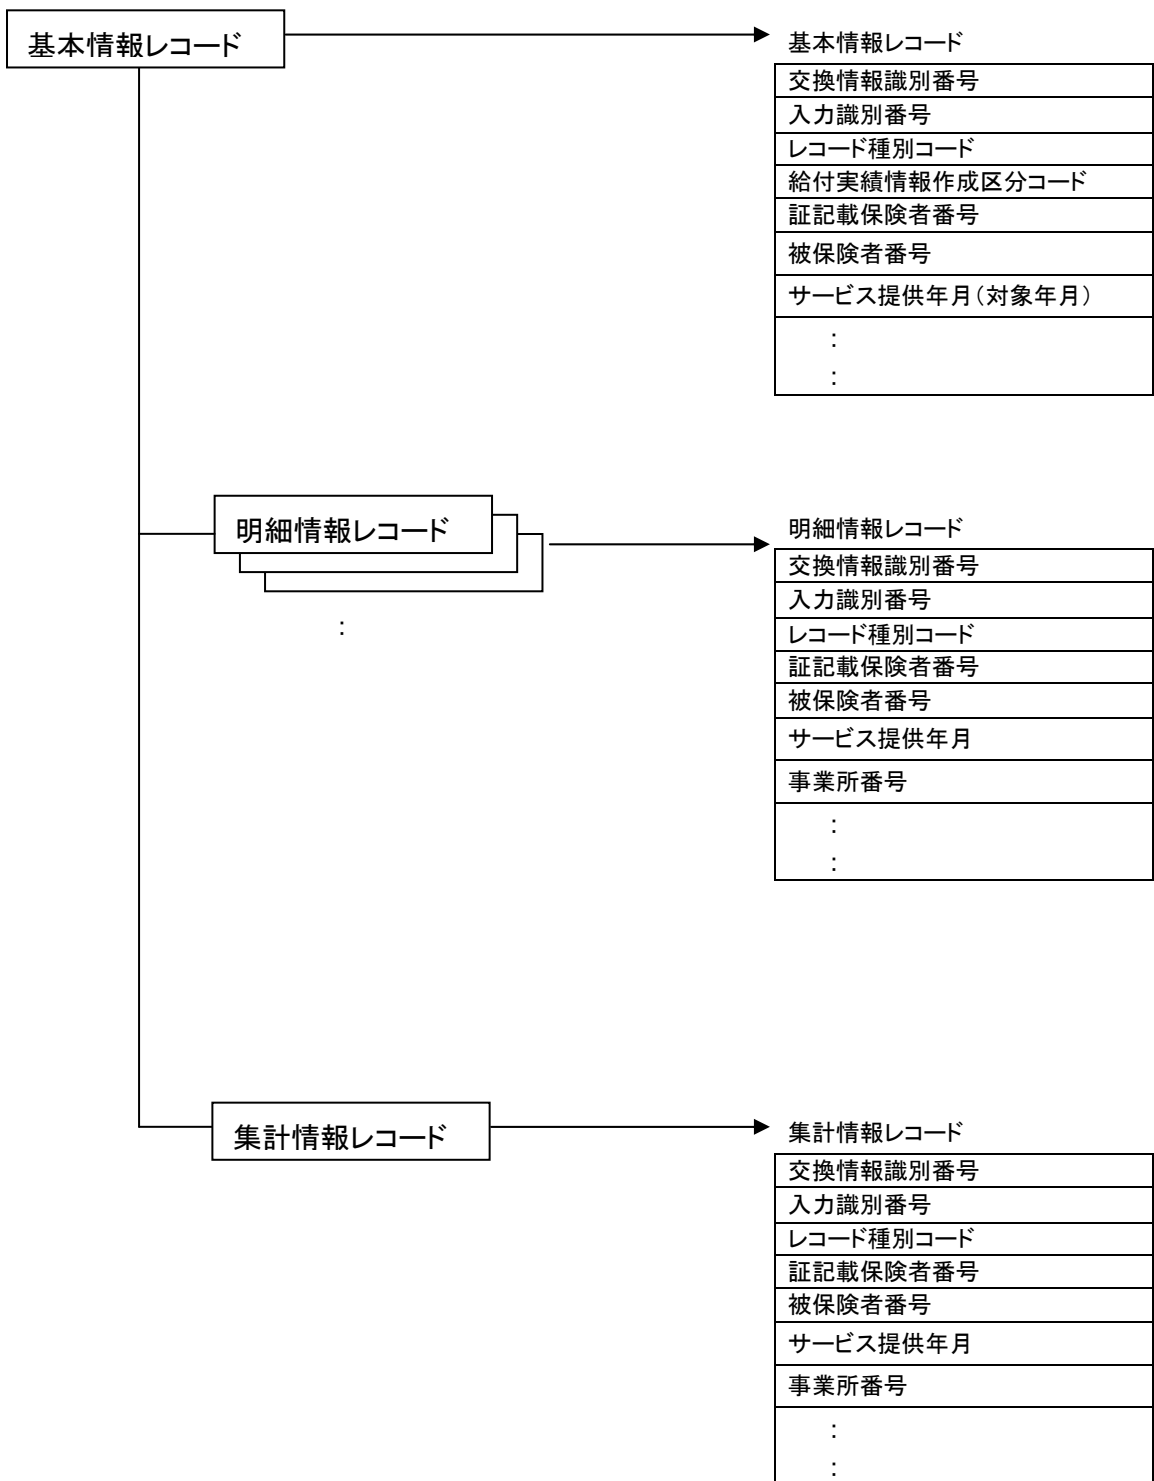 基本情報レコード
基本情報レコード
交換情報識別番号
入力識別番号
レコード種別コード
給付実績情報作成区分コード
証記載保険者番号
被保険者番号
サービス提供年月(対象年月)
:
:
明細情報レコード
:
明細情報レコード
交換情報識別番号
入力識別番号
レコード種別コード
証記載保険者番号
被保険者番号
サービス提供年月
事業所番号
:
:
集計情報レコード
集計情報レコード
交換情報識別番号
入力識別番号
レコード種別コード
証記載保険者番号
被保険者番号
サービス提供年月
事業所番号
:
: